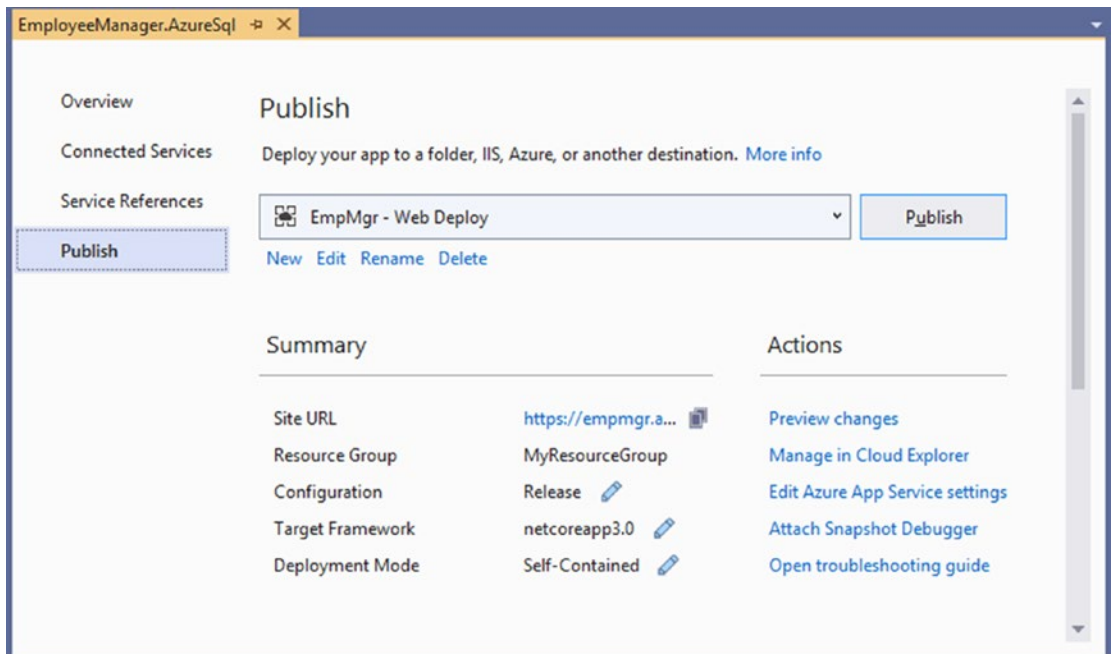 EmployeeManager.AzureSql
Overview
Connected Services
Service References
Publish
Publish
Deploy your app to a folder, IIS, Azure, or another destination. More info
EmpMgr - Web Deploy
Publish
New Edit Rename Delete
Summary
Site URL https://empmgr.a...
Resource Group MyResourceGroup
Configuration Release
Target Framework netcoreapp3.0
Deployment Mode Self-Contained
Actions
Preview changes
Manage in Cloud Explorer
Edit Azure App Service settings
Attach Snapshot Debugger
Open troubleshooting guide